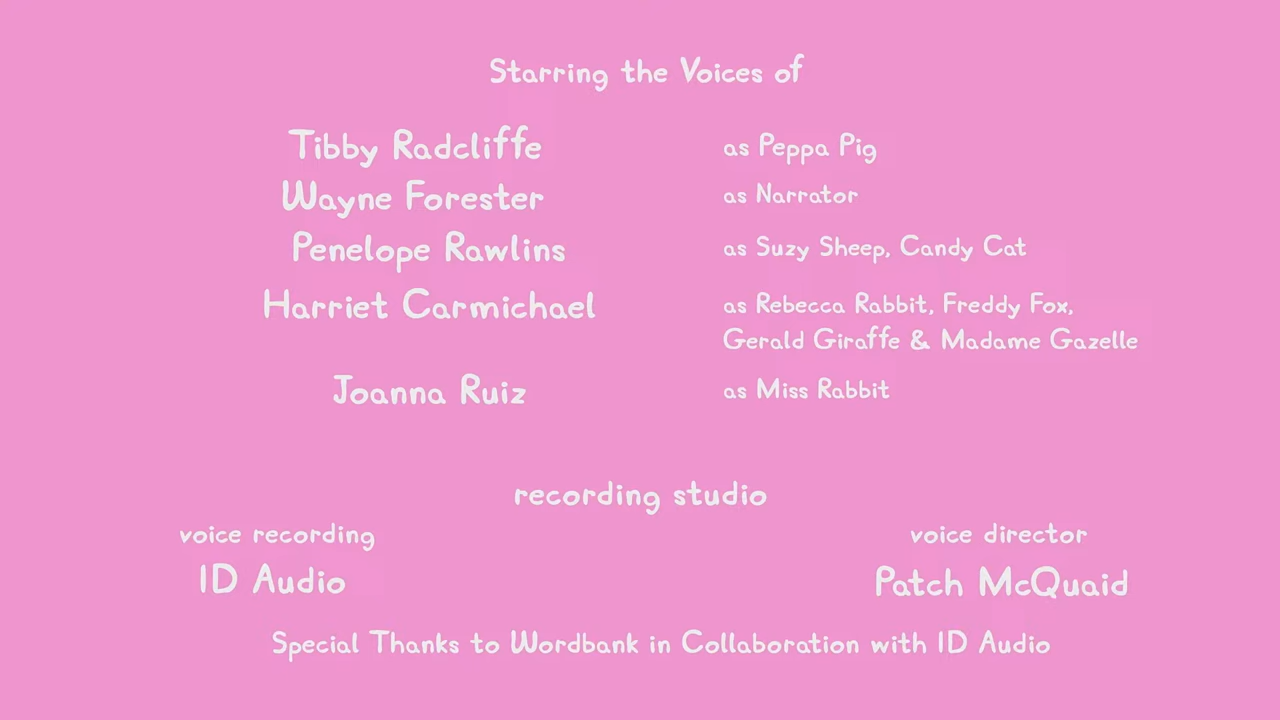 Starring the Voices of
Tibby Radcliffe as Peppa Pig
Wayne Forester as Narrator
Penelope Rawlins as Suzy Sheep, Candy Cat
Harriet Carmichael as Rebecca Rabbit, Freddy Fox,
Gerald Giraffe & Madame Gazelle
Joanna Ruiz as Miss Rabbit
recording studio
voice recording voice director
ID Audio Patch McQuaid
Special Thanks to Wordbank in Collaboration with ID Audio